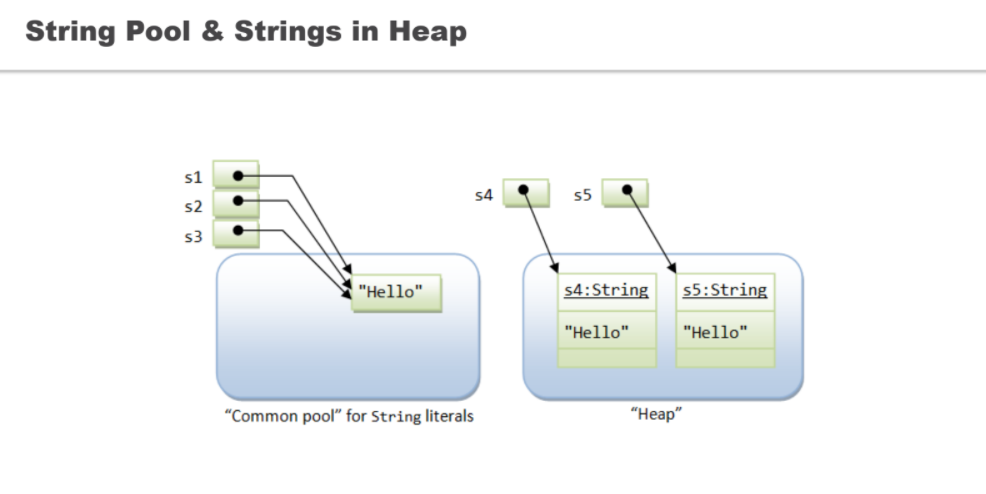 String Pool & Strings in Heap
s1
s2
s3
"Hello"
“Common pool” for String literals
s4
s5
s4:String
"Hello"
s5:String
"Hello"
“Heap”